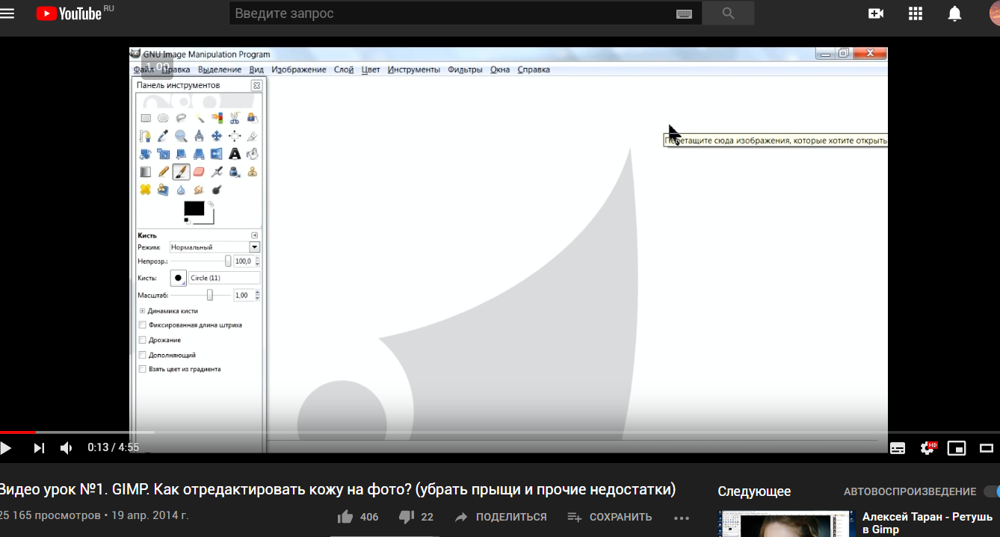 YouTube RU
Введите запрос
GNU Image Manipulation Program
1.00
Файл Правка Выделение Вид Изображение Слой Цвет Инструменты Фильтры Окна Справка
Панель инструментов
Перетащите сюда изображения, которые хотите открыть
Кисть
Режим: Нормальный
Непрозр.: 100,0
Кисть: Circle (11)
Масштаб: 1,00
Динамика кисти
Фиксированная длина штриха
Дрожание
Дополняющий
Взять цвет из градиента
0:13 / 4:55
HD
Видео урок №1. GIMP. Как отредактировать кожу на фото? (убрать прыщи и прочие недостатки)
25 165 просмотров • 19 апр. 2014 г.
406
22
ПОДЕЛИТЬСЯ
СОХРАНИТЬ
Следующее
АВТОВОСПРОИЗВЕДЕНИЕ
Алексей Таран - Ретушь
в Gimp